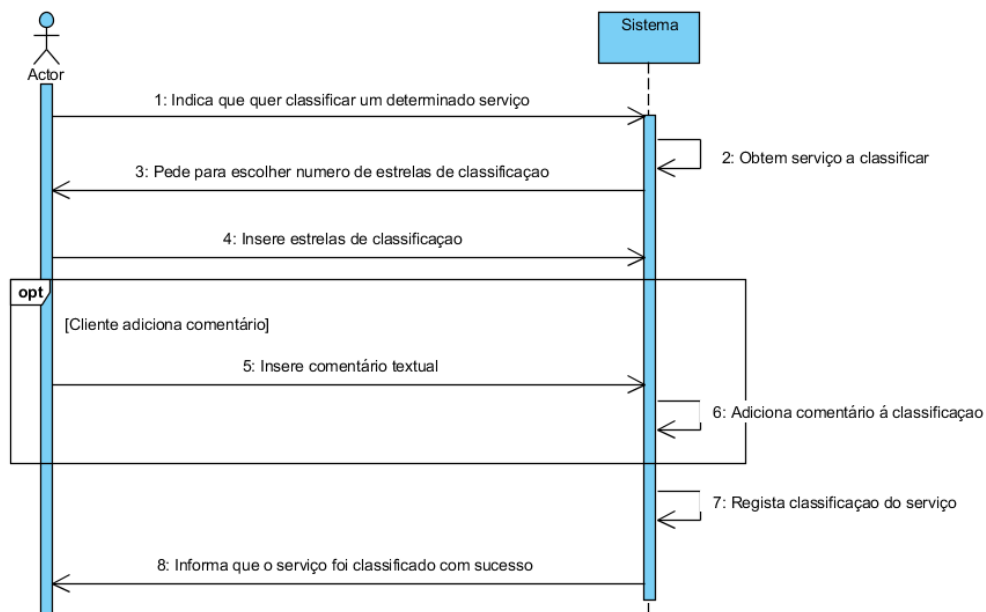 Sistema
Actor
1: Indica que quer classificar um determinado serviço
2: Obtem serviço a classificar
3: Pede para escolher numero de estrelas de classificaçao
4: Insere estrelas de classificaçao
opt
[Cliente adiciona comentário]
5: Insere comentário textual
6: Adiciona comentário á classificaçao
7: Regista classificaçao do serviço
8: Informa que o serviço foi classificado com sucesso